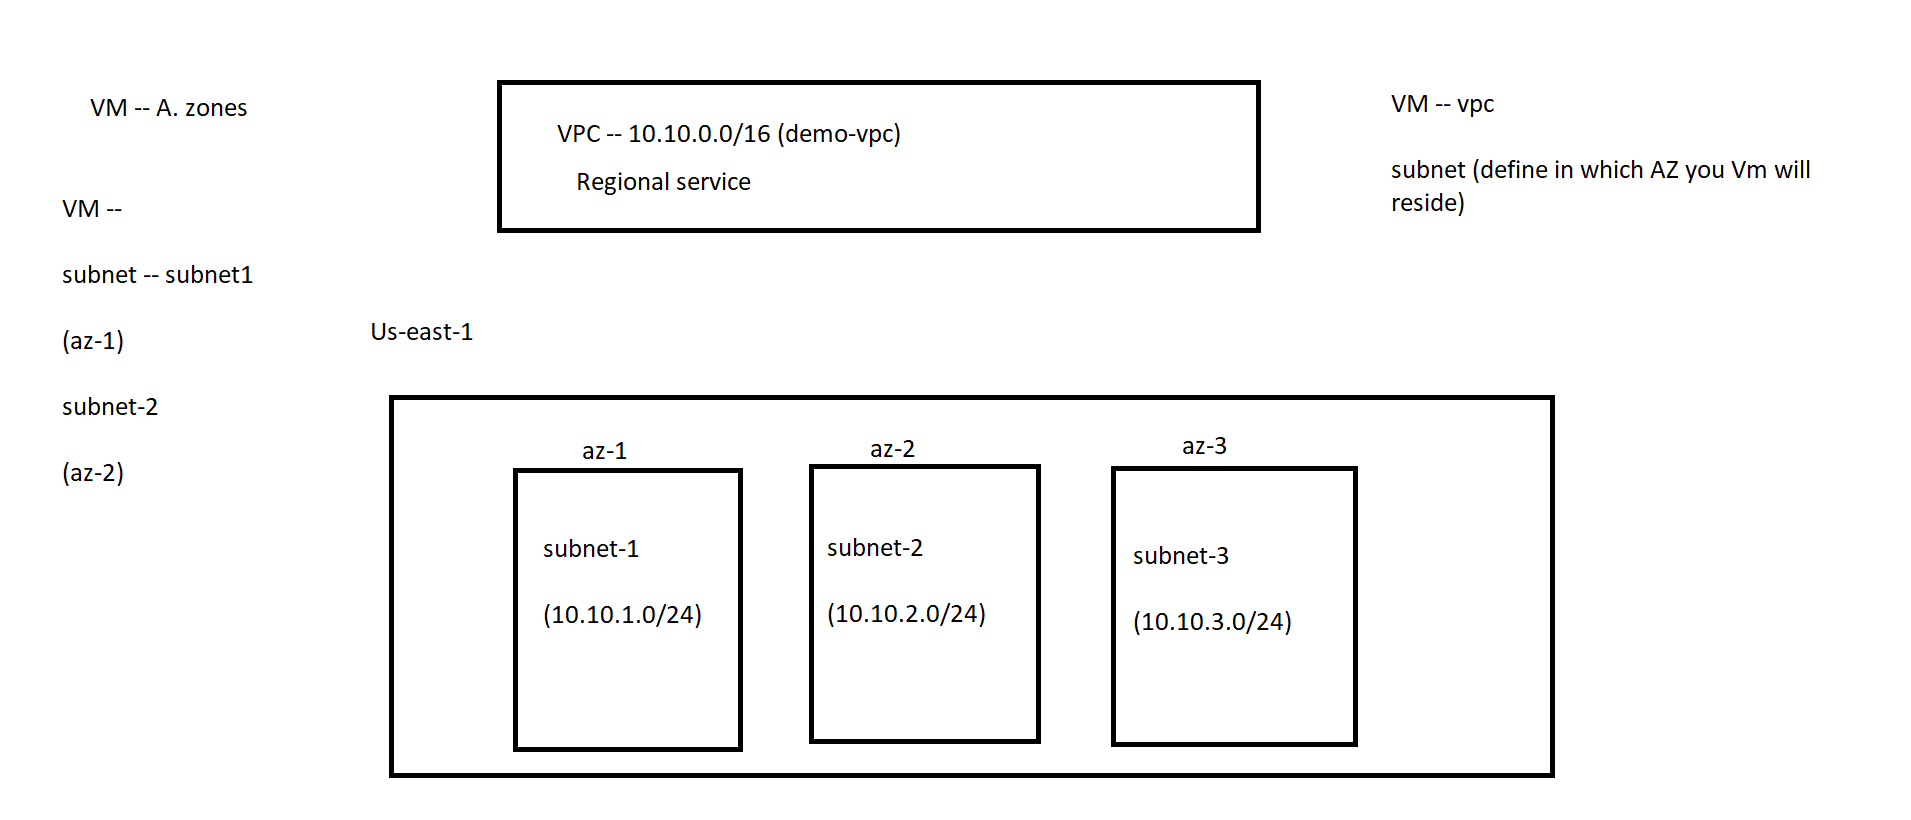 VM -- A. zones
VM --
subnet -- subnet1
(az-1)
subnet-2
(az-2)
VPC -- 10.10.0.0/16 (demo-vpc)
Regional service
VM -- vpc
subnet (define in which AZ you Vm will
reside)
Us-east-1
az-1
subnet-1
(10.10.1.0/24)
az-2
subnet-2
(10.10.2.0/24)
az-3
subnet-3
(10.10.3.0/24)